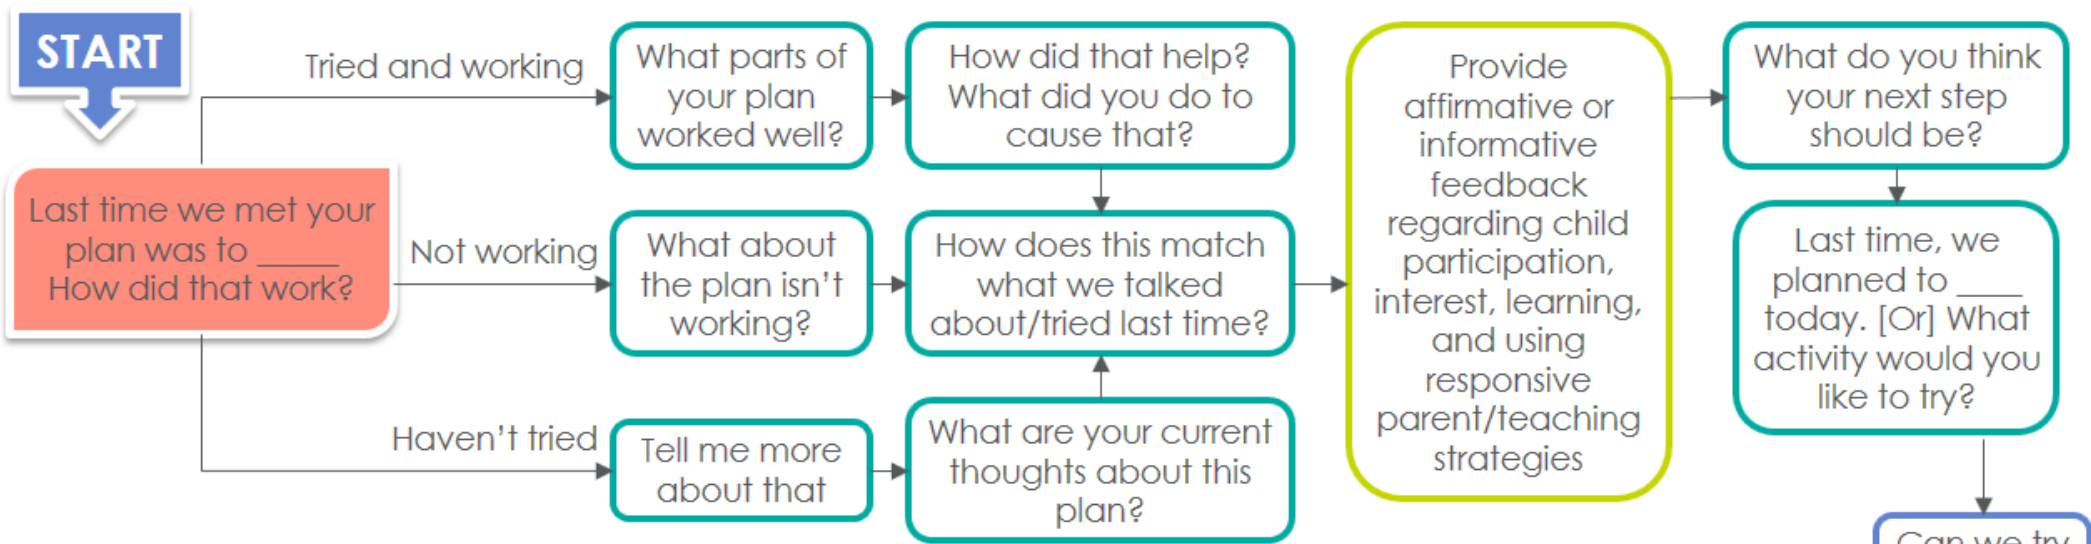 START
Last time we met your
plan was to _____
How did that work?
Tried and working
What parts of
your plan
worked well?
How did that help?
What did you do to
cause that?
Not working
What about
the plan isn't
working?
How does this match
what we talked
about/tried last time?
Haven't tried
Tell me more
about that
What are your current
thoughts about this
plan?
Provide
affirmative or
informative
feedback
regarding child
participation,
interest, learning,
and using
responsive
parent/teaching
strategies
What do you think
your next step
should be?
Last time, we
planned to ____
today. [Or] What
activity would you
like to try?
Can we try